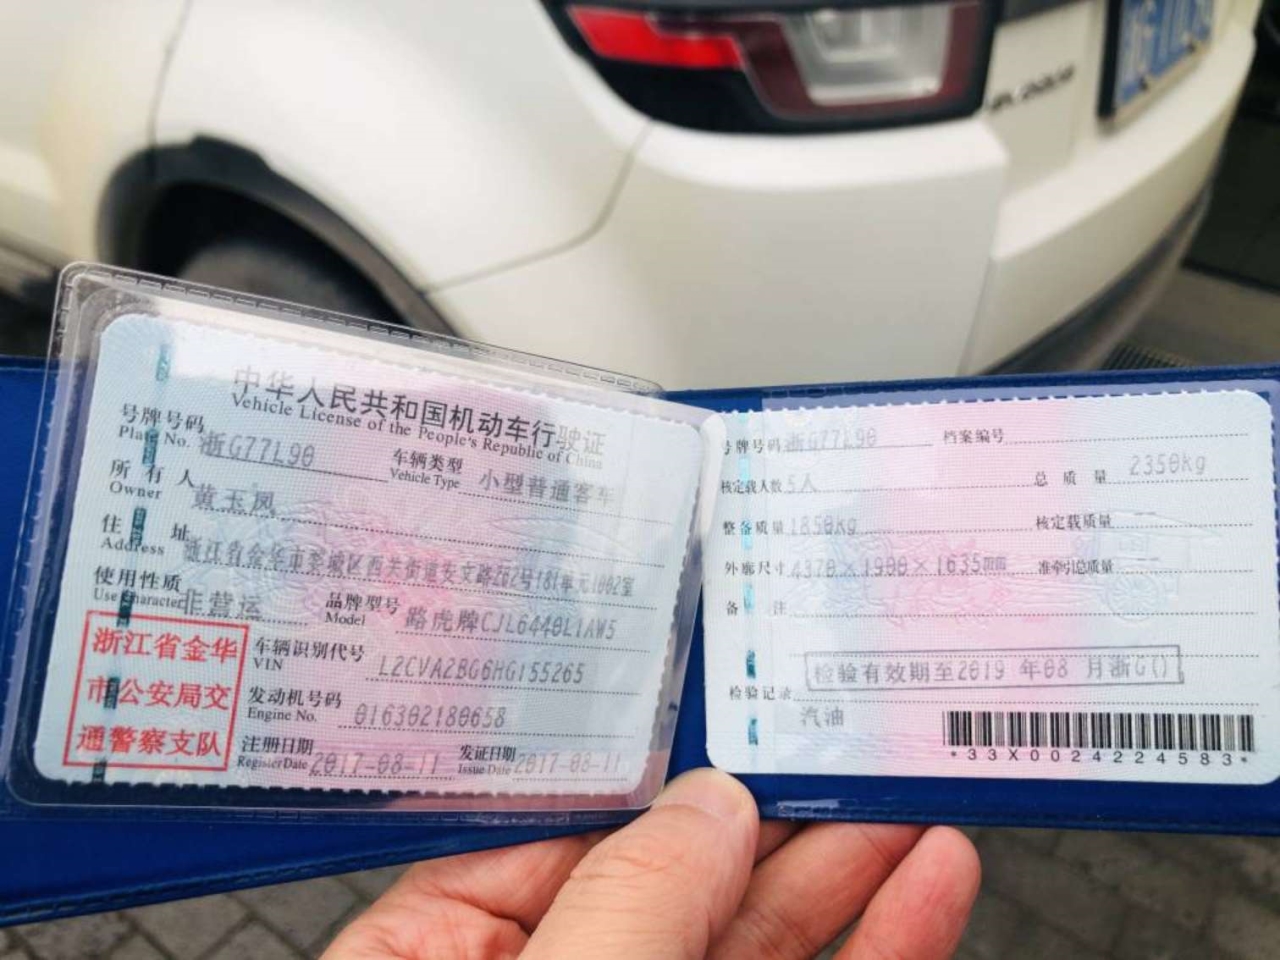 中华人民共和国机动车行驶证
Vehicle License of the People's Republic of China
号牌号码 浙G77L90 车辆类型 小型普通客车
Plate No. Vehicle Type
所有人 黄玉凤
Owner
住址 浙江省金华市婺城区西关街道安文路262号181单元1002室
Address
使用性质 非营运 品牌型号 路虎牌CJL6440L1AW5
Use Character Model
浙江省金华
市公安局交
通警察支队
车辆识别代号 L2CVA2BG6HG155265
VIN
发动机号码 016302180658
Engine No.
注册日期 2017-08-11 发证日期 2017-08-11
Register Date Issue Date
号牌号码 浙G77L90 档案编号
核定载人数 5人 总质量 2350kg
整备质量 1850kg 核定载质量 --
外廓尺寸 4370×1900×1635mm 准牵引总质量 --
备注
检验有效期至2019 年08 月浙G()
检验记录
汽油
*33X0024224583*